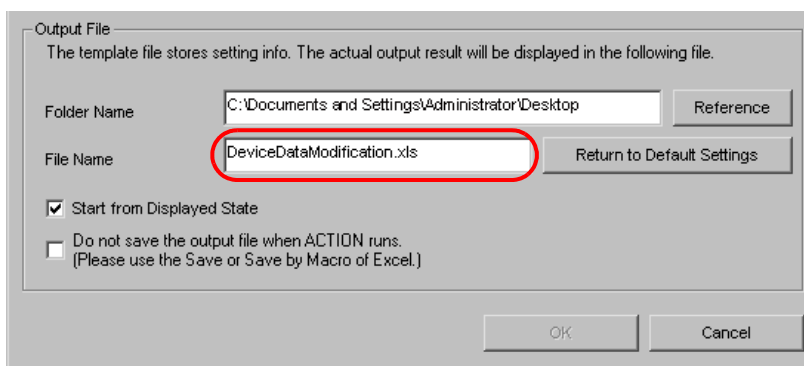 Output File
The template file stores setting info. The actual output result will be displayed in the following file.
Folder Name
C:\Documents and Settings\Administrator\Desktop
Reference
File Name
DeviceDataModification.xls
Return to Default Settings
Start from Displayed State
Do not save the output file when ACTION runs.
(Please use the Save or Save by Macro of Excel.)
OK
Cancel